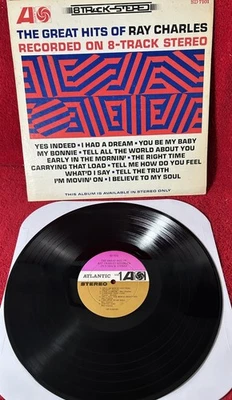 8 TRACK-STEREO
SD 7101
THE GREAT HITS OF RAY CHARLES
RECORDED ON 8-TRACK STEREO
YES INDEED • I HAD A DREAM • YOU BE MY BABY
MY BONNIE • TELL ALL THE WORLD ABOUT YOU
EARLY IN THE MORNIN' • THE RIGHT TIME
CARRYING THAT LOAD • TELL ME HOW DO YOU FEEL
WHAT'D I SAY • TELL THE TRUTH
I'M MOVIN' ON • I BELIEVE TO MY SOUL
THIS ALBUM IS AVAILABLE IN STEREO ONLY
ATLANTIC
STEREO